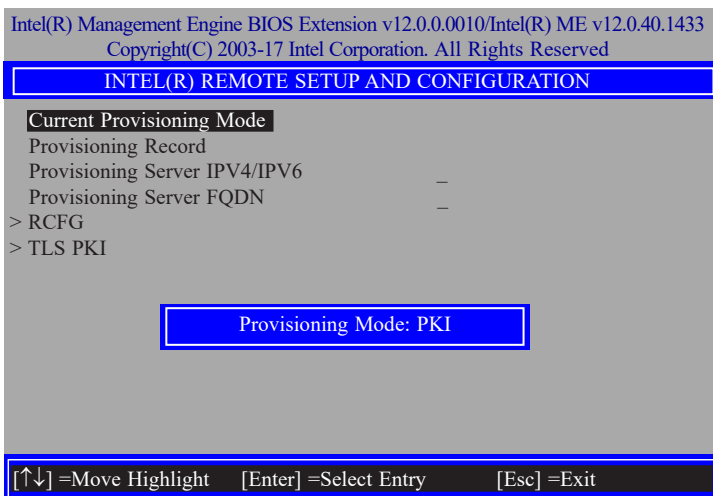 Intel(R) Management Engine BIOS Extension v12.0.0.0010/Intel(R) ME v12.0.40.1433
Copyright(C) 2003-17 Intel Corporation. All Rights Reserved
INTEL(R) REMOTE SETUP AND CONFIGURATION
Current Provisioning Mode
Provisioning Record
Provisioning Server IPV4/IPV6 _
Provisioning Server FQDN _
> RCFG
> TLS PKI
Provisioning Mode: PKI
[↑↓] =Move Highlight [Enter] =Select Entry [Esc] =Exit